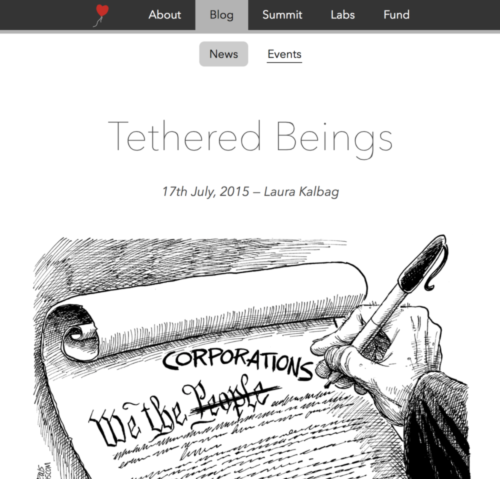 About Blog Summit Labs Fund
News Events
Tethered Beings
17th July, 2015 – Laura Kalbag
CORPORATIONS
We the People